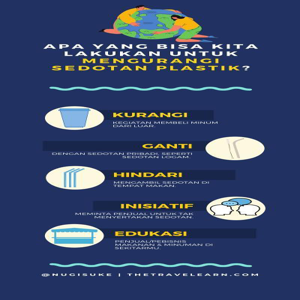 APA YANG BISA KITA
LAKUKAN UNTUK
MENGURANGI
SEDOTAN PLASTIK?
KURANGI
KEGIATAN MEMBELI MINUM
DARI LUAR.
GANTI
DENGAN SEDOTAN PRIBADI, SEPERTI
SEDOTAN LOGAM.
HINDARI
MENGAMBIL SEDOTAN DI
TEMPAT MAKAN.
INISIATIF
MEMINTA PENJUAL UNTUK TAK
MENYERTAKAN SEDOTAN.
EDUKASI
PENJUAL/PEBISNIS
MAKANAN & MINUMAN DI
SEKITARMU.
@NUGISUKE | THETRAVELEARN.COM